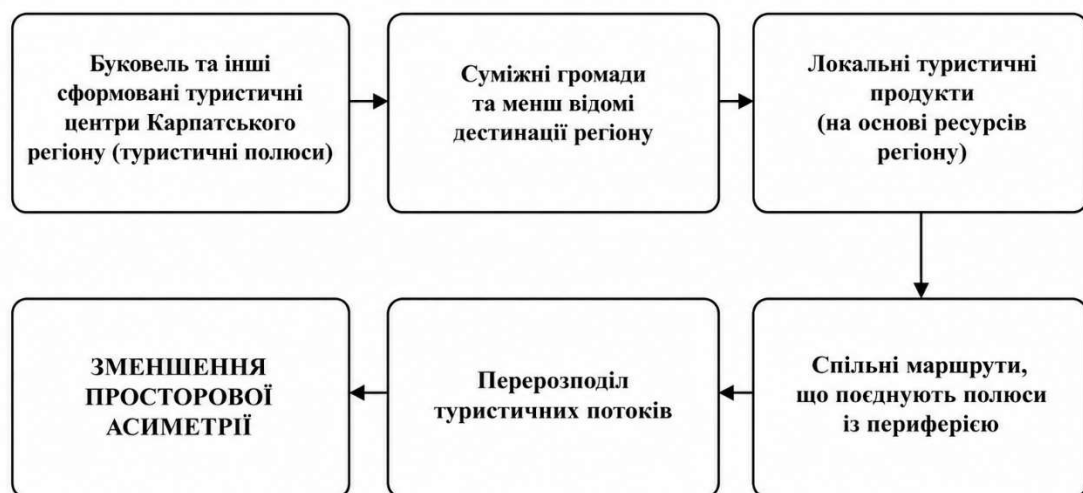 Буковель та інші
сформовані туристичні
центри Карпатського
регіону (туристичні полюси)
Суміжні громади
та менш відомі
дестинації регіону
Локальні туристичні
продукти
(на основі ресурсів
регіону)
Спільні маршрути,
що поєднують полюси
із периферією
Перерозподіл
туристичних потоків
ЗМЕНШЕННЯ
ПРОСТОРОВОЇ
АСИМЕТРІЇ